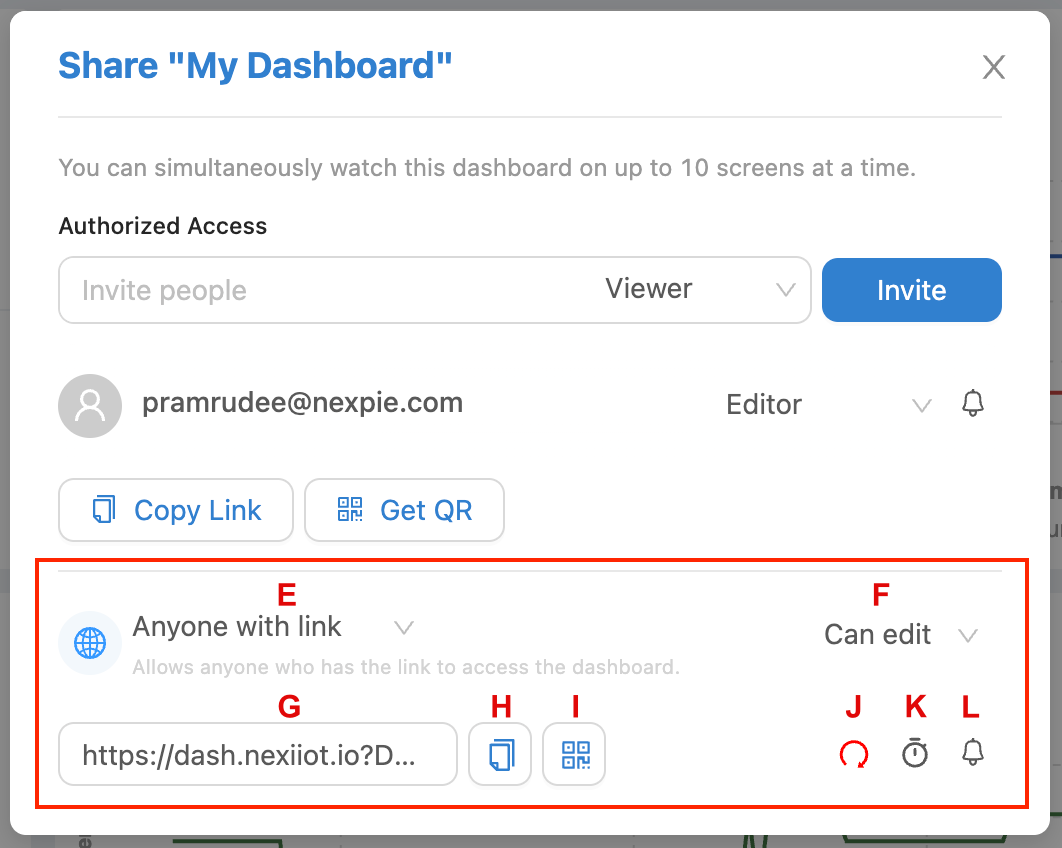 Share "My Dashboard"
You can simultaneously watch this dashboard on up to 10 screens at a time.
Authorized Access
Invite people
Viewer
Invite
pramrudee@nexpie.com
Editor
Copy Link
Get QR
E
F
Anyone with link
Can edit
Allows anyone who has the link to access the dashboard.
G
H
I
J
K
L
https://dash.nexiiot.io?D...